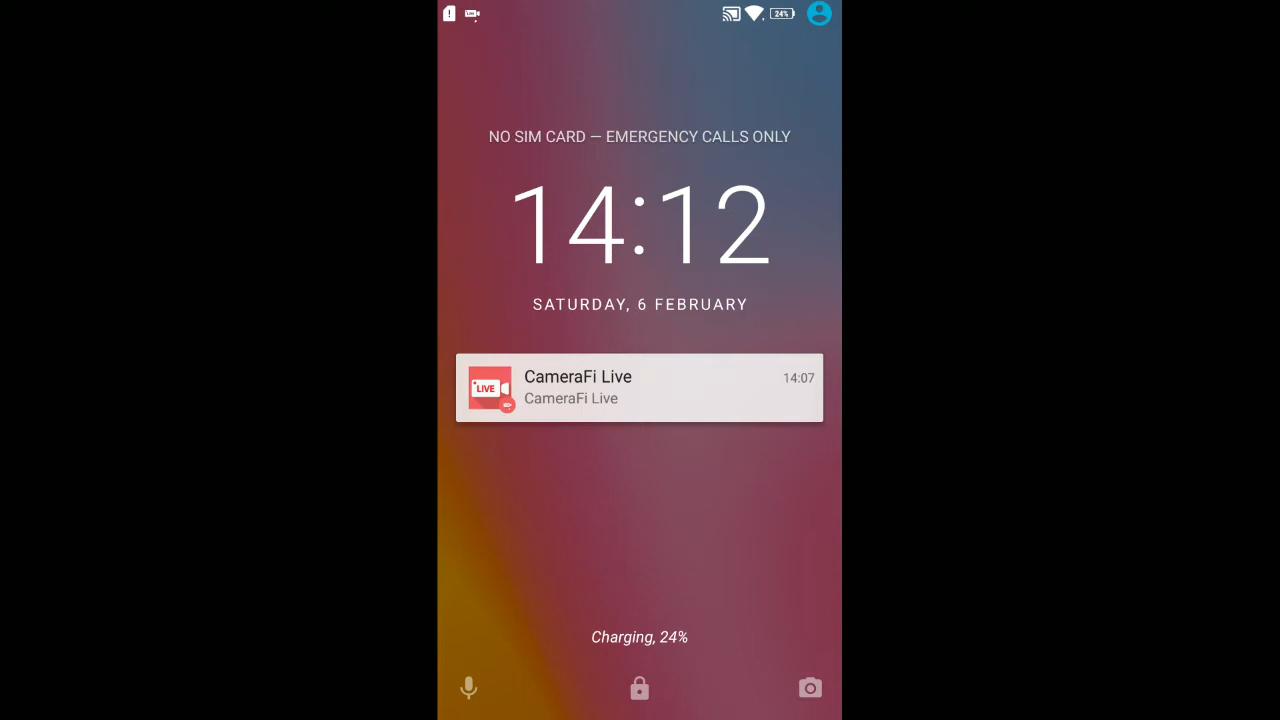 24%
NO SIM CARD — EMERGENCY CALLS ONLY
14:12
SATURDAY, 6 FEBRUARY
LIVE
CameraFi Live
14:07
CameraFi Live
Charging, 24%